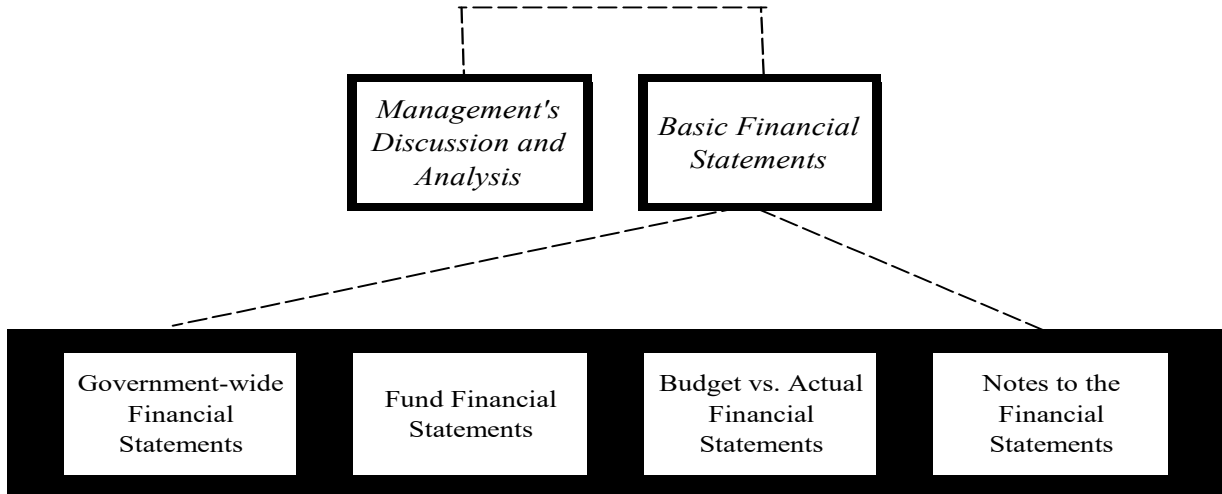 Management's
Discussion and
Analysis
Basic Financial
Statements
Government-wide
Financial
Statements
Fund Financial
Statements
Budget vs. Actual
Financial
Statements
Notes to the
Financial
Statements